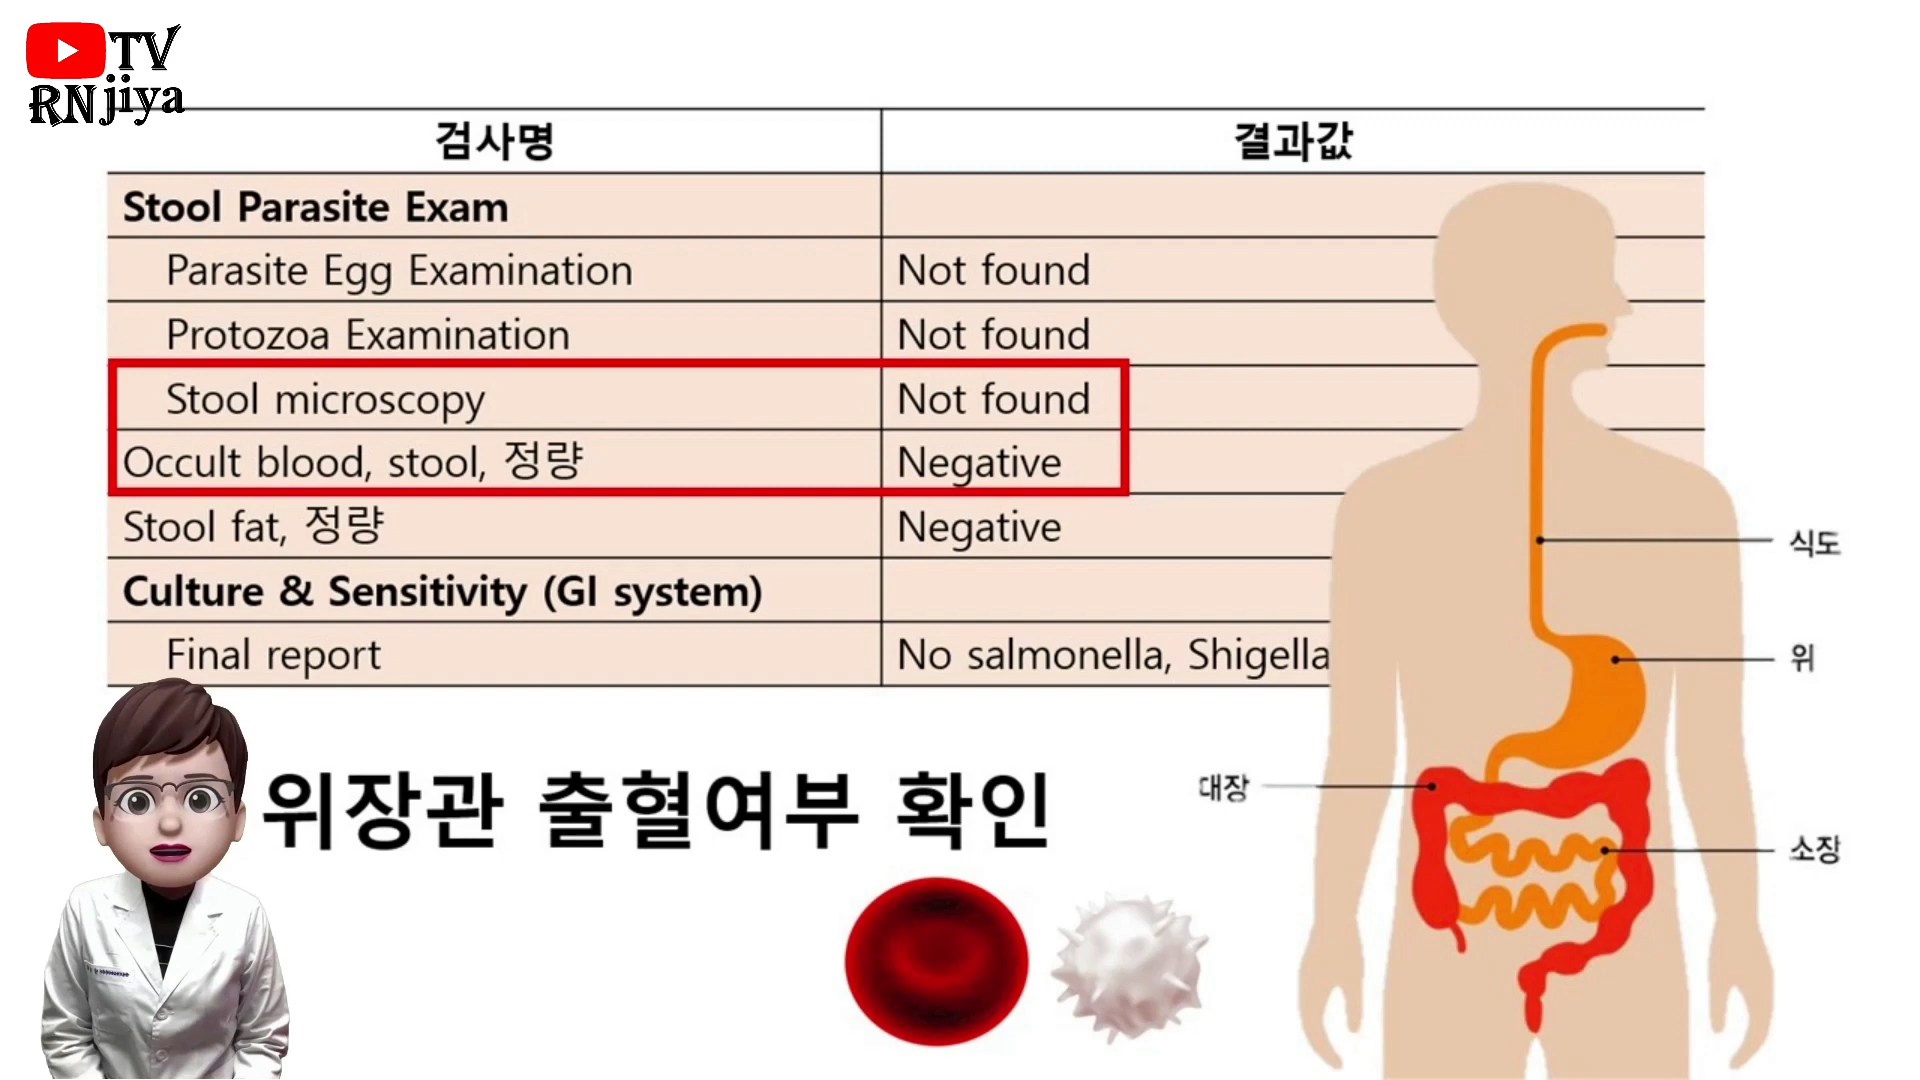 TV
RNjiya
검사명 결과값
Stool Parasite Exam
Parasite Egg Examination Not found
Protozoa Examination Not found
Stool microscopy Not found
Occult blood, stool, 정량 Negative
Stool fat, 정량 Negative
Culture & Sensitivity (GI system)
Final report No salmonella, Shigella
식도
위
대장
소장
위장관 출혈여부 확인